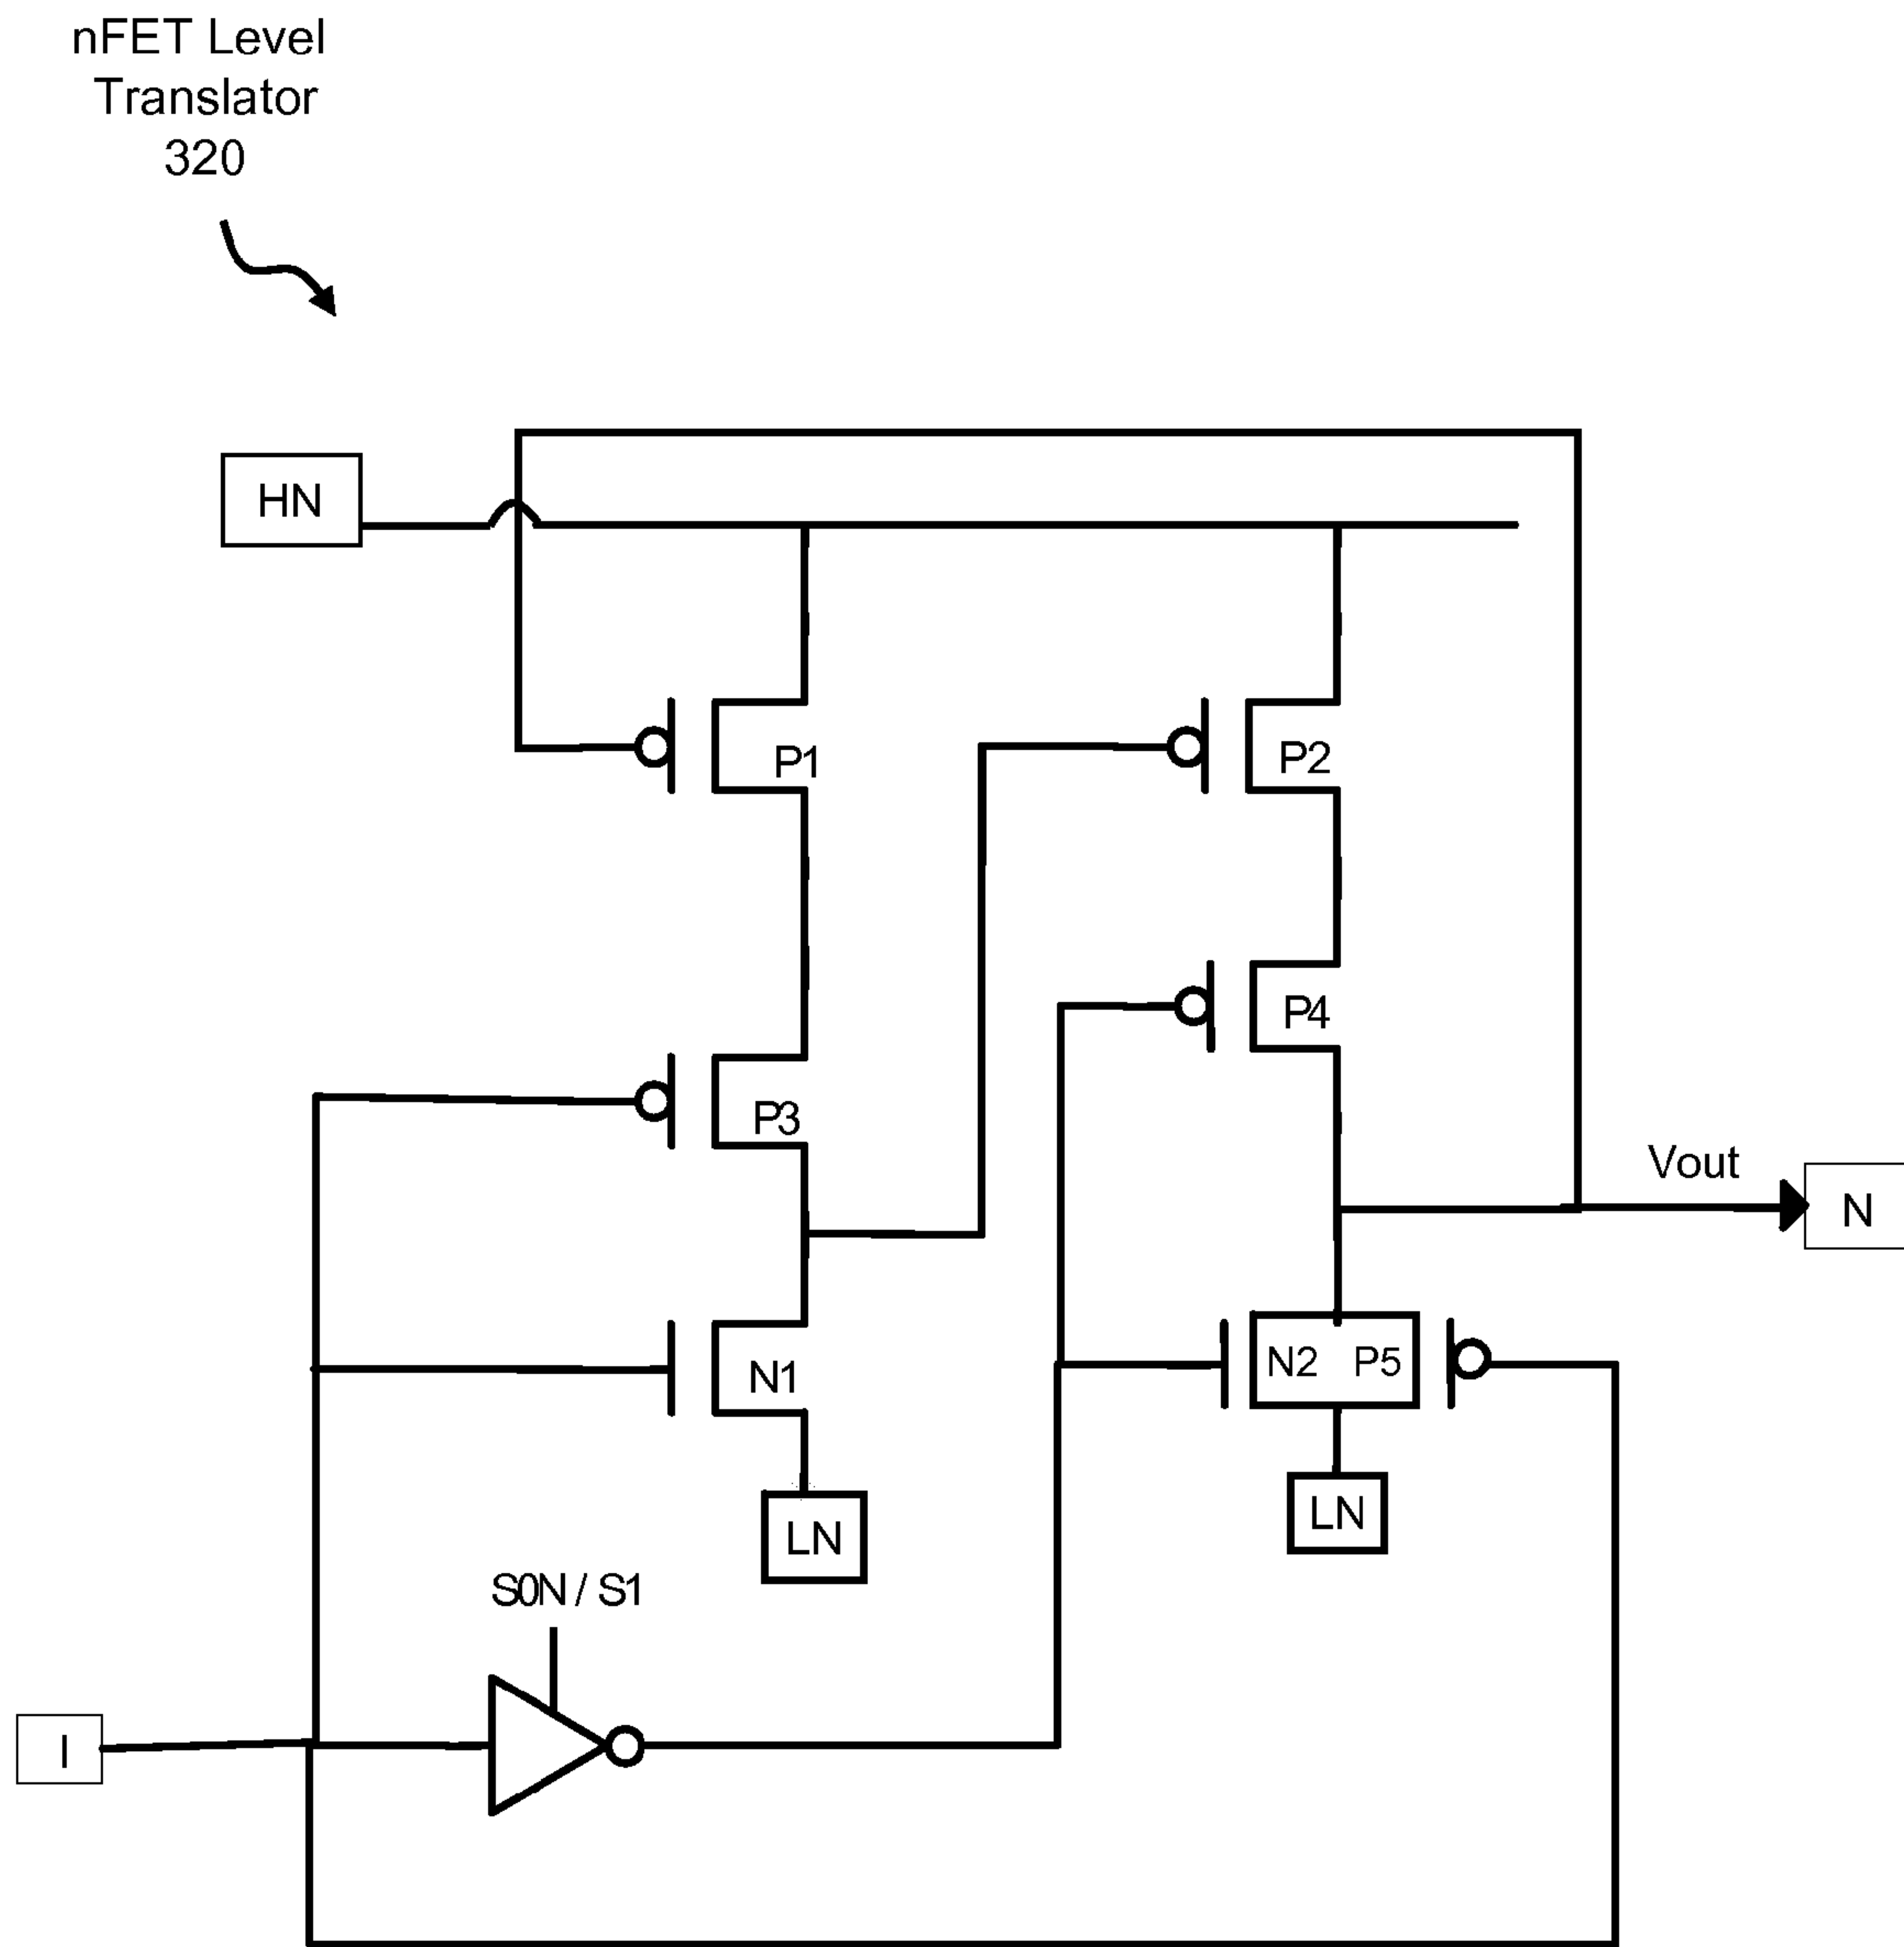 nFET Level
Translator
320
HN
P1
P2
P4
P3
Vout
N
N1
N2
P5
LN
LN
S0N / S1
I